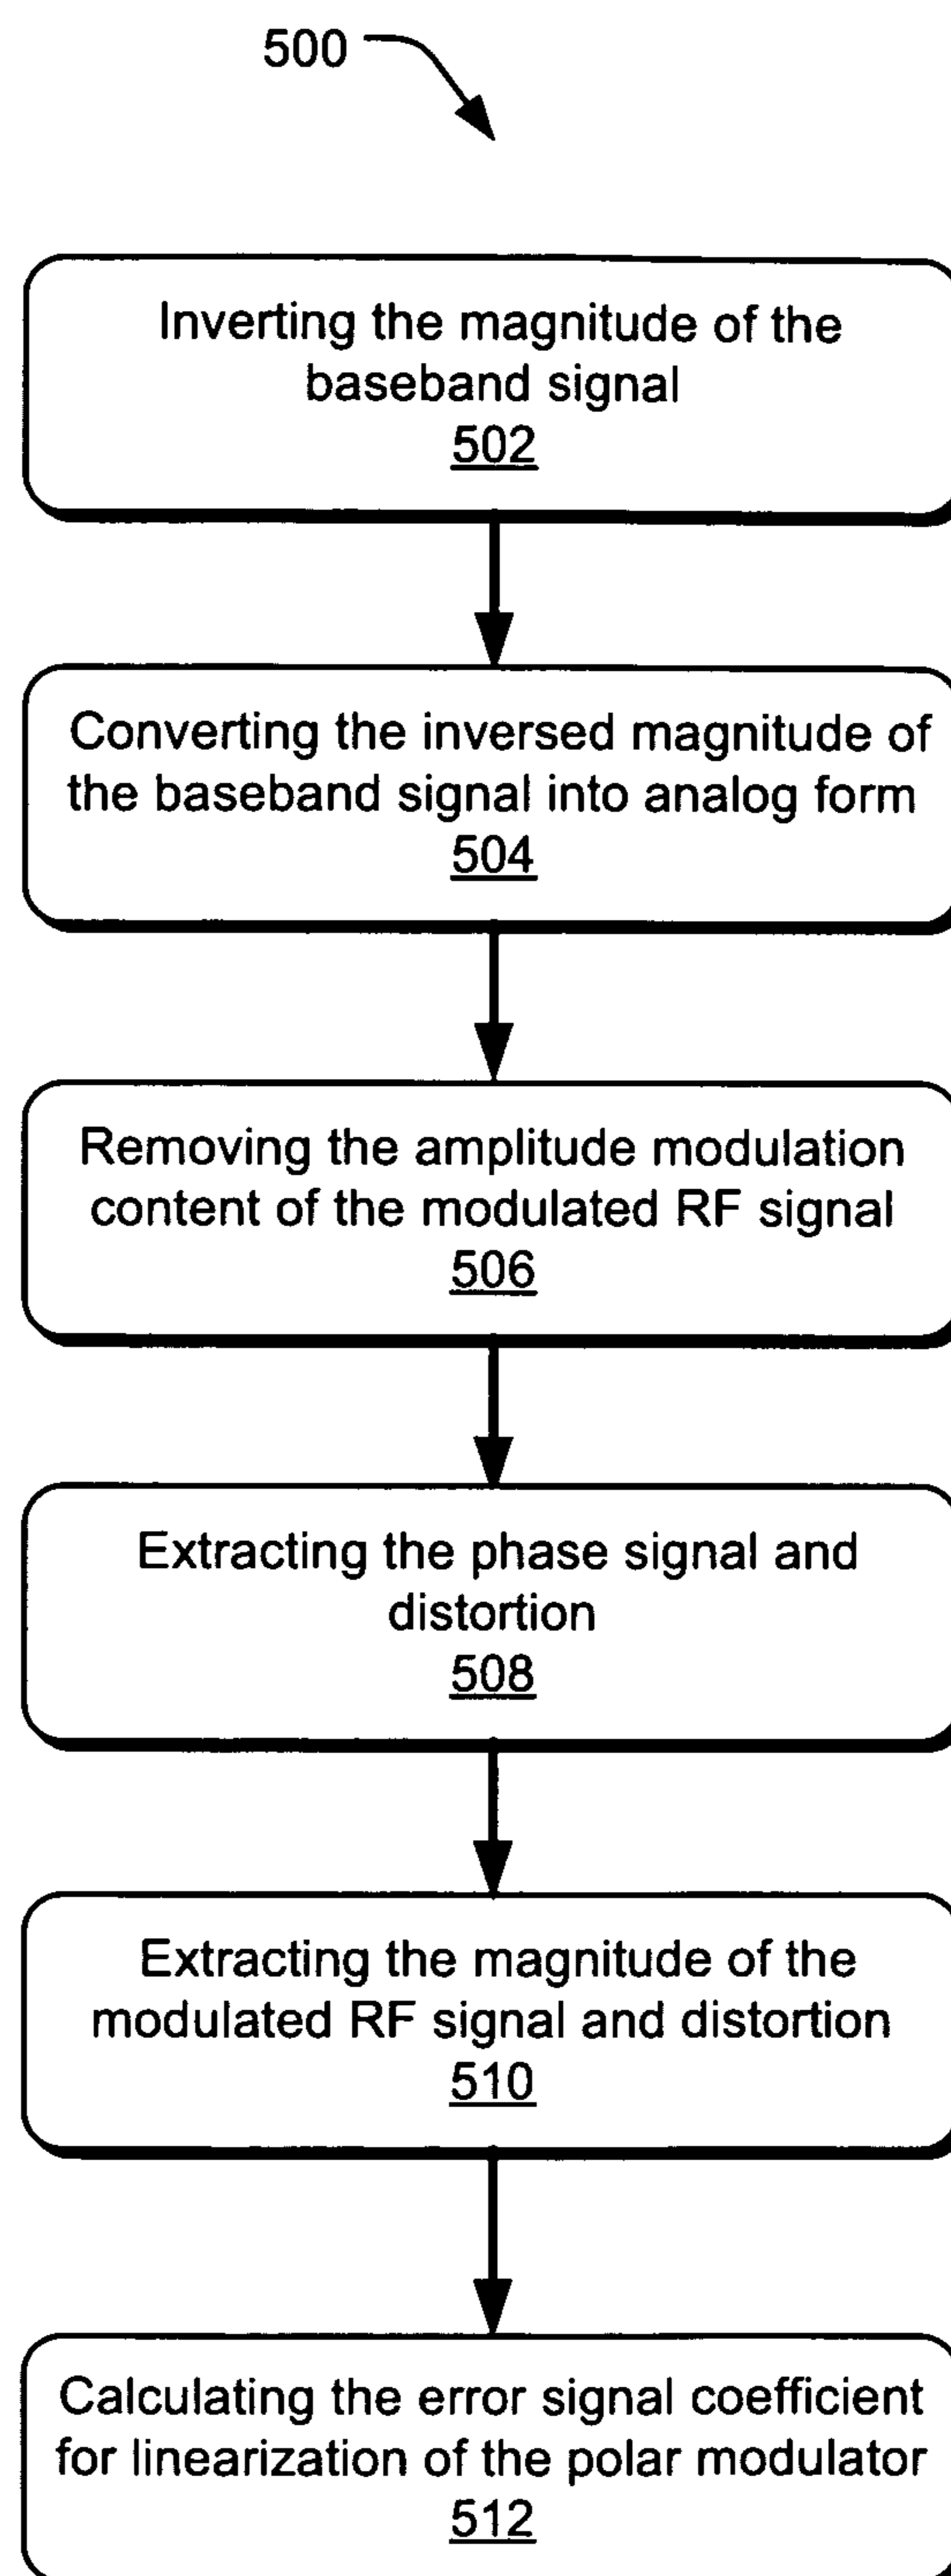 500
Inverting the magnitude of the
baseband signal
502
Converting the inversed magnitude of
the baseband signal into analog form
504
Removing the amplitude modulation
content of the modulated RF signal
506
Extracting the phase signal and
distortion
508
Extracting the magnitude of the
modulated RF signal and distortion
510
Calculating the error signal coefficient
for linearization of the polar modulator
512